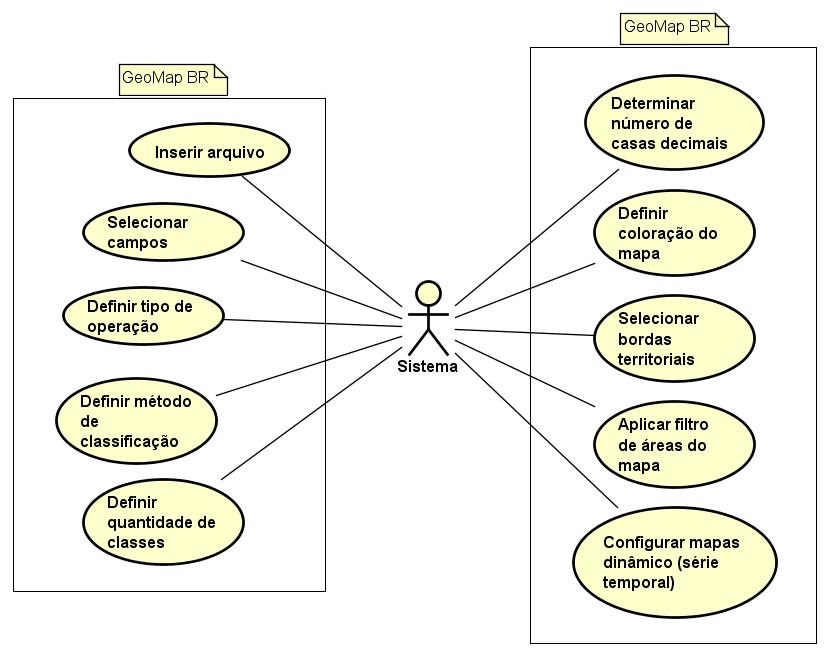 GeoMap BR
Inserir arquivo
Selecionar
campos
Definir tipo de
operação
Definir método
de
classificação
Definir
quantidade de
classes
Sistema
GeoMap BR
Determinar
número de
casas decimais
Definir
coloração do
mapa
Selecionar
bordas
territoriais
Aplicar filtro
de áreas do
mapa
Configurar mapas
dinâmico (série
temporal)